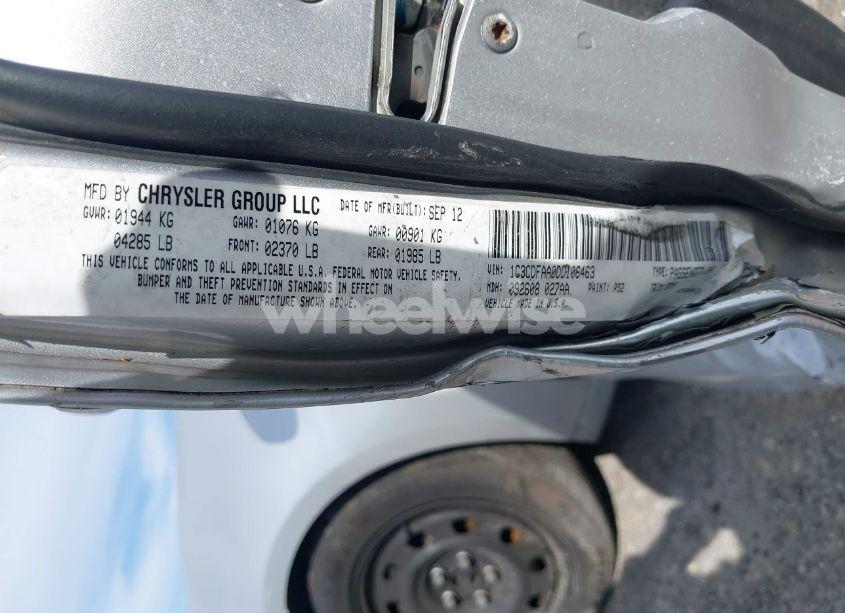 MFD BY CHRYSLER GROUP LLC
DATE OF MFR(BUILT): SEP 12
GVWR: 01944 KG GAWR: 01076 KG GAWR: 00901 KG
04285 LB FRONT: 02370 LB REAR: 01985 LB
THIS VEHICLE CONFORMS TO ALL APPLICABLE U.S.A. FEDERAL MOTOR VEHICLE SAFETY,
BUMPER AND THEFT PREVENTION STANDARDS IN EFFECT ON
THE DATE OF MANUFACTURE SHOWN ABOVE.
VIN: 1C3CDFAA0DD106463 TYPE:
MDH: 092608 027AA PAINT: PS2
VEHICLE MADE IN U.S.A.
wheelwise